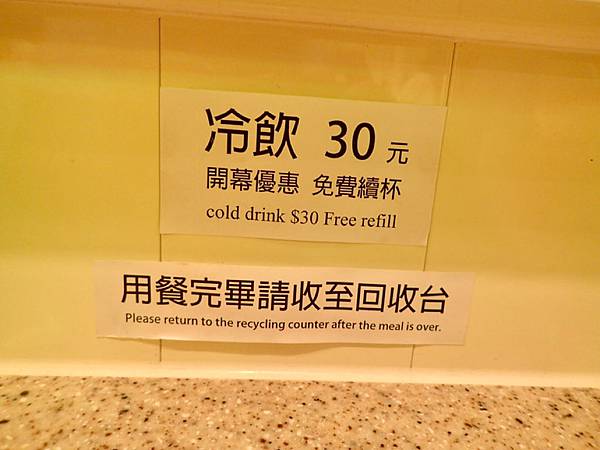 冷飲 30 元
開幕優惠 免費續杯
cold drink $30 Free refill
用餐完畢請收至回收台
Please return to the recycling counter after the meal is over.